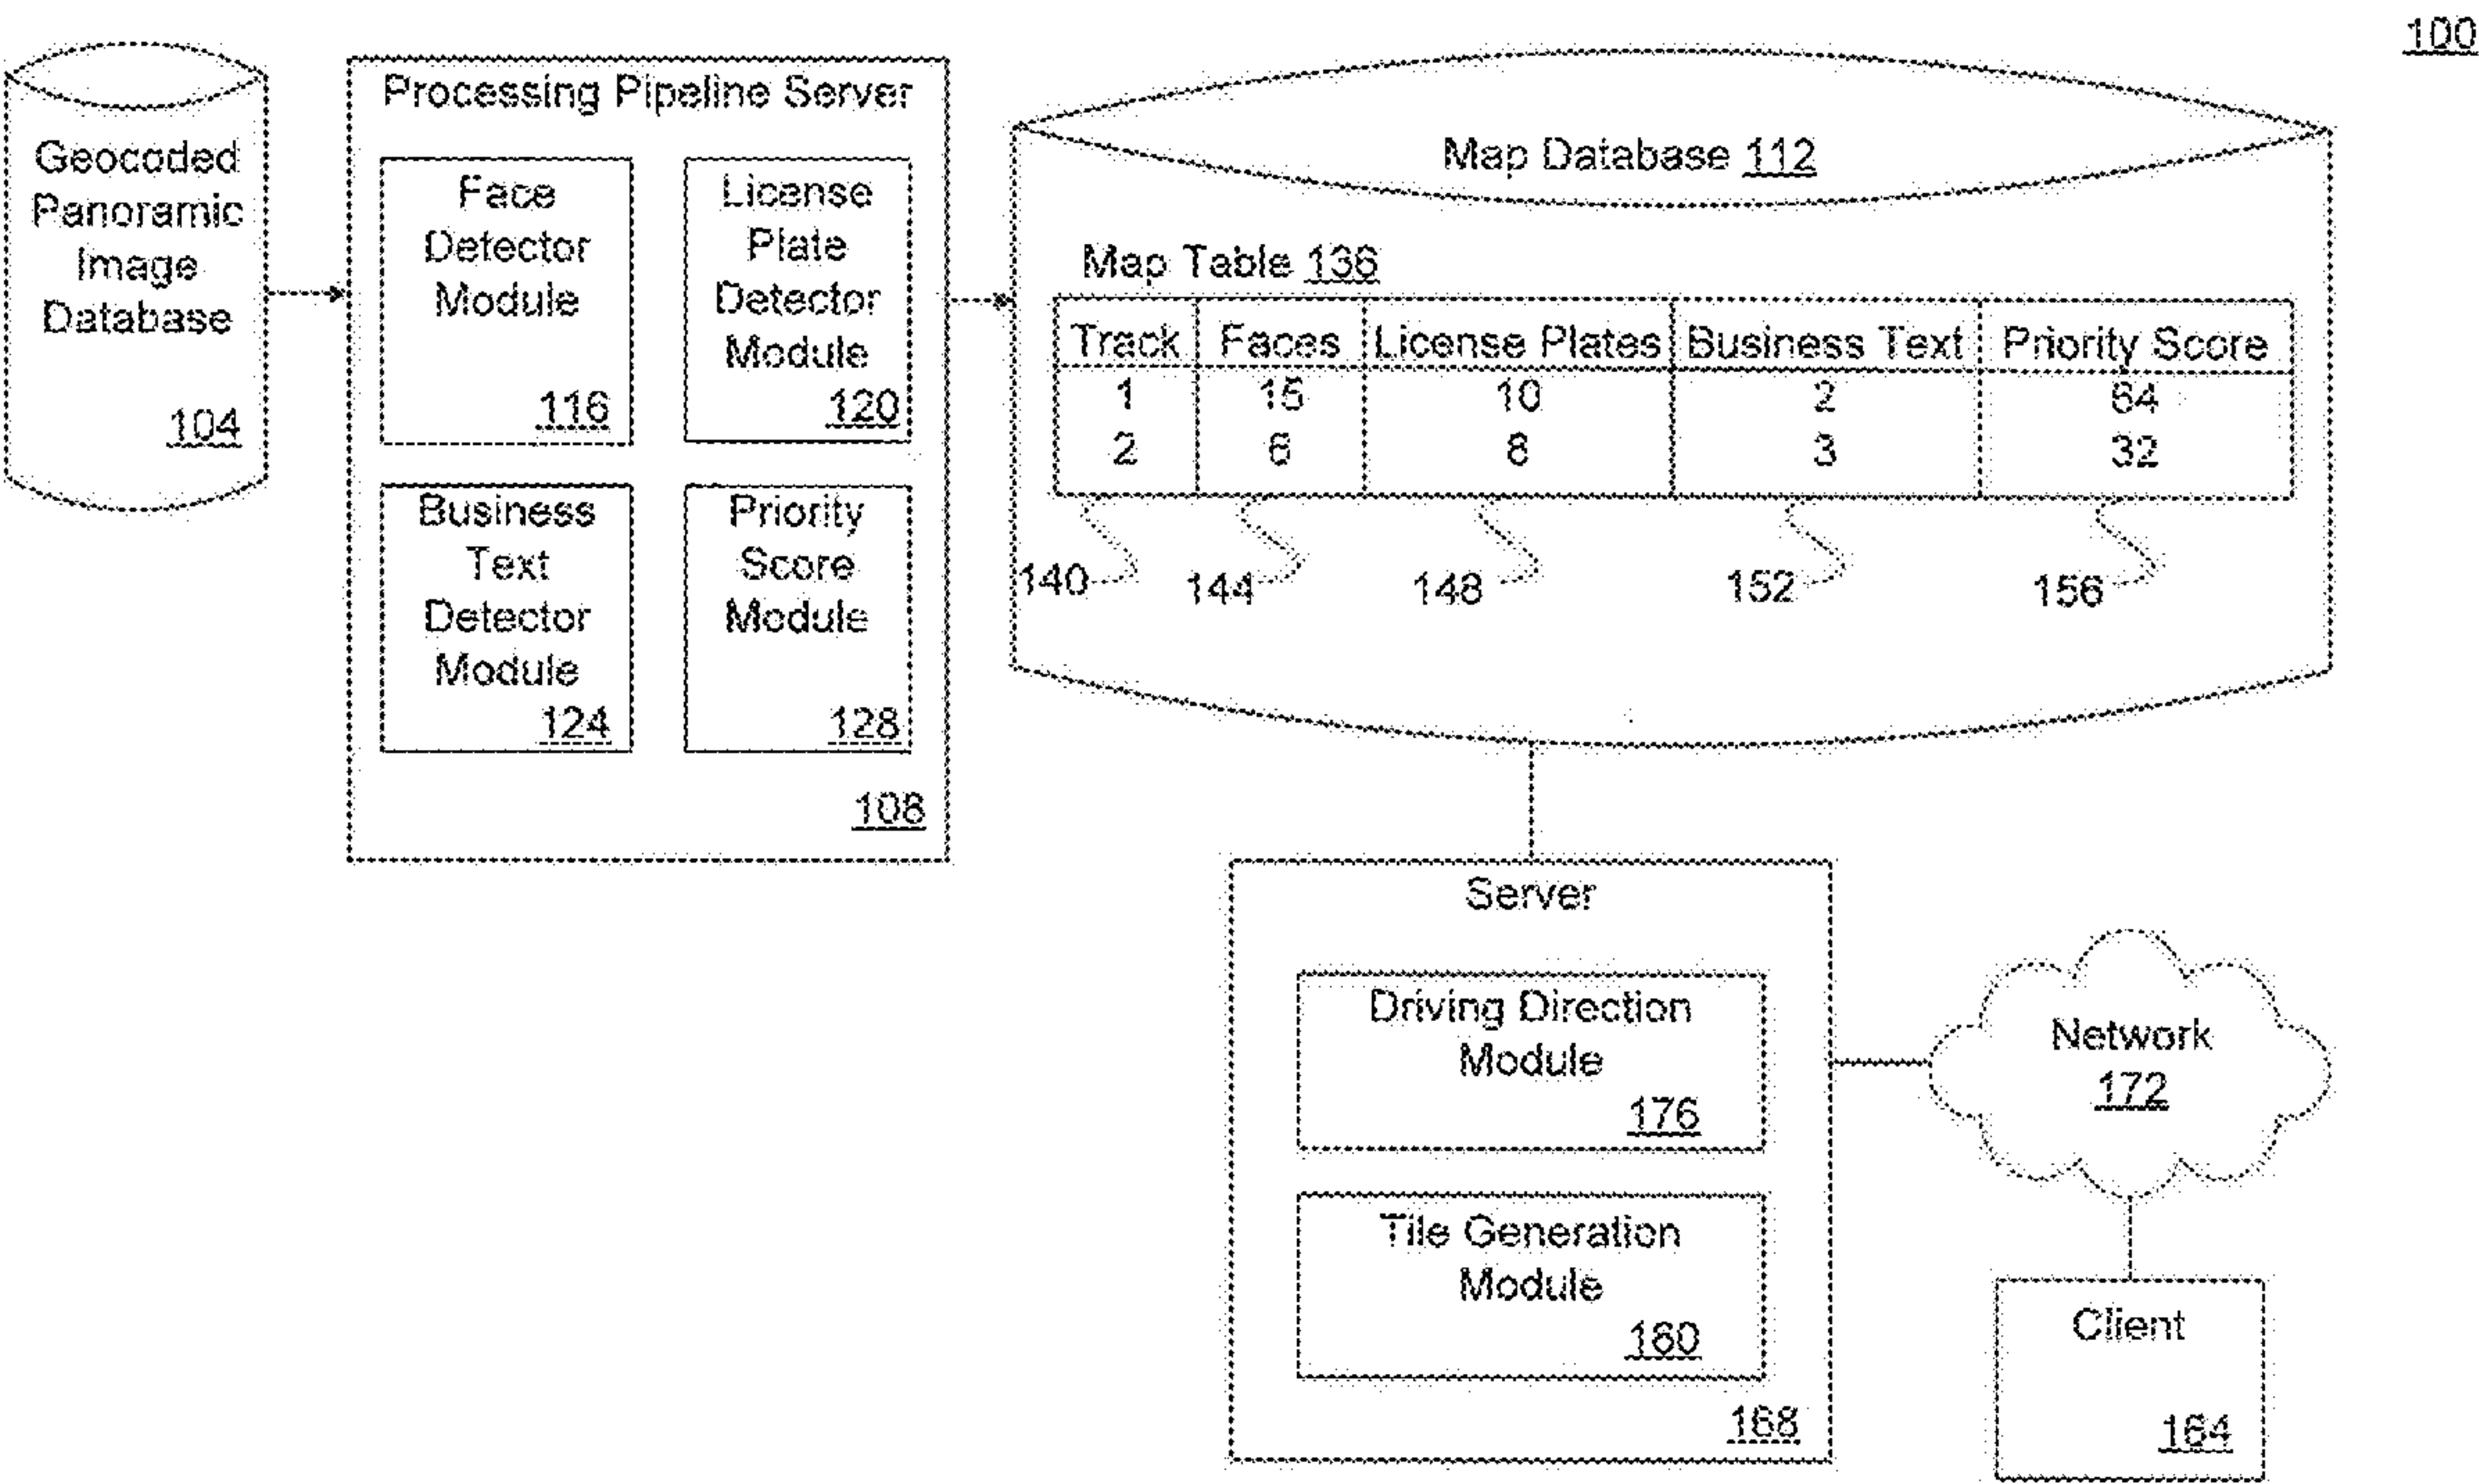 100
Geocoded
Panoramic
Image
Database
104
Processing Pipeline Server
Face
Detector
Module
116
License
Plate
Detector
Module
120
Business
Text
Detector
Module
124
Priority
Score
Module
128
108
Map Database 112
Map Table 136
Track Faces License Plates Business Text Priority Score
1 15 10 2 64
2 6 8 3 32
140 144 148 152 156
Server
Driving Direction
Module
176
Tile Generation
Module
160
168
Network
172
Client
164